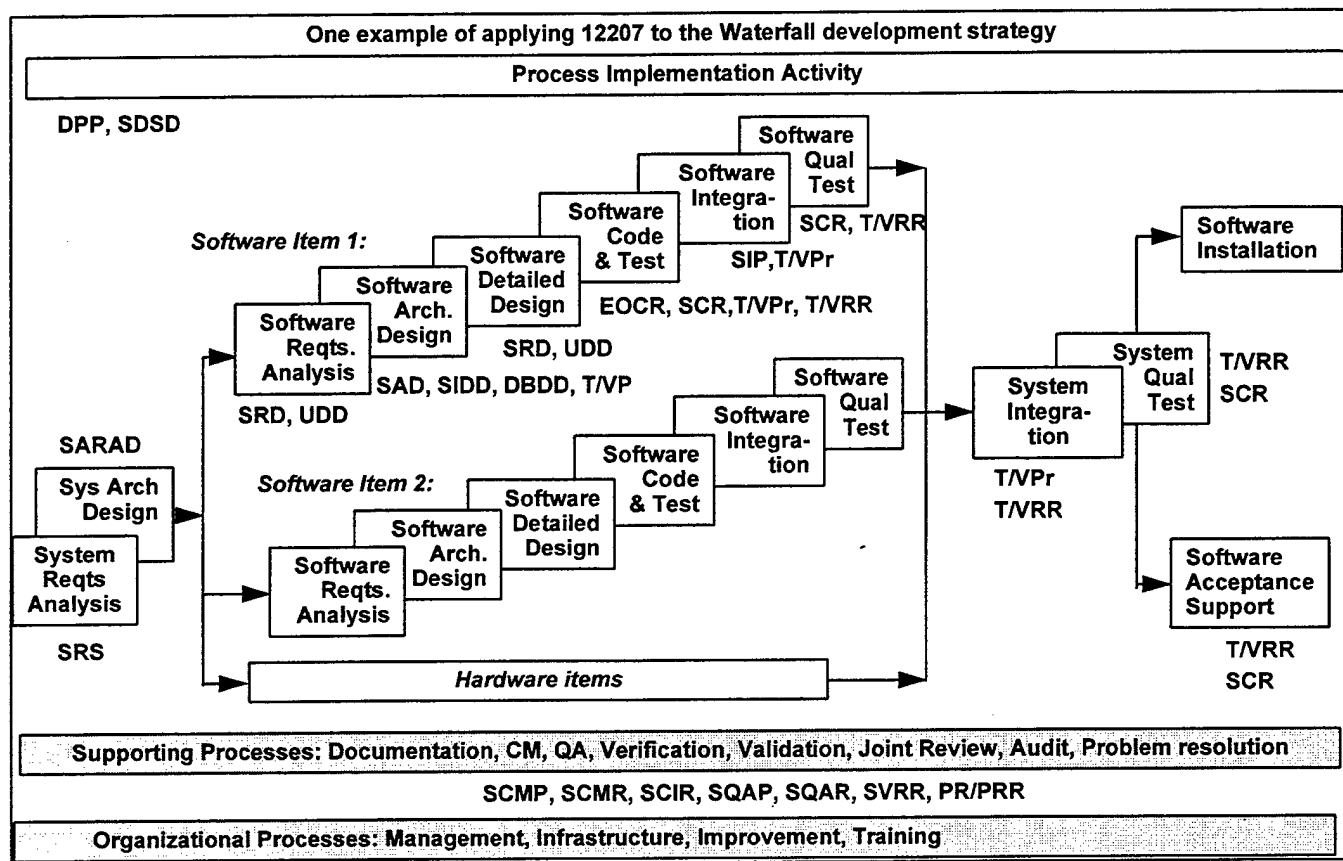 One example of applying 12207 to the Waterfall development strategy
Process Implementation Activity
DPP, SDSD
Software
Qual
Test
SCR, T/VRR
Software
Integra-
tion
SIP,T/VPr
Software
Code
& Test
EOCR, SCR,T/VPr, T/VRR
Software Item 1:
Software
Detailed
Design
SRD, UDD
Software
Arch.
Design
SAD, SIDD, DBDD, T/VP
Software
Reqts.
Analysis
SRD, UDD
Software
Qual
Test
Software
Integra-
tion
Software
Code
& Test
Software Item 2:
Software
Detailed
Design
Software
Arch.
Design
Software
Reqts.
Analysis
SARAD
Sys Arch
Design
System
Reqts
Analysis
SRS
Hardware items
System
Integra-
tion
T/VPr
T/VRR
System
Qual
Test
T/VRR
SCR
Software
Installation
Software
Acceptance
Support
T/VRR
SCR
Supporting Processes: Documentation, CM, QA, Verification, Validation, Joint Review, Audit, Problem resolution
SCMP, SCMR, SCIR, SQAP, SQAR, SVRR, PR/PRR
Organizational Processes: Management, Infrastructure, Improvement, Training